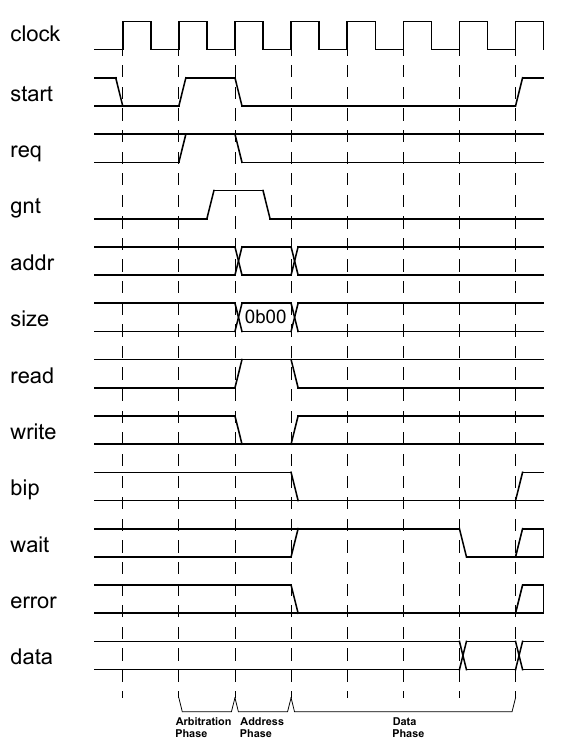 clock
start
req
gnt
addr
size
0b00
read
write
bip
wait
error
data
Arbitration Phase
Address Phase
Data Phase